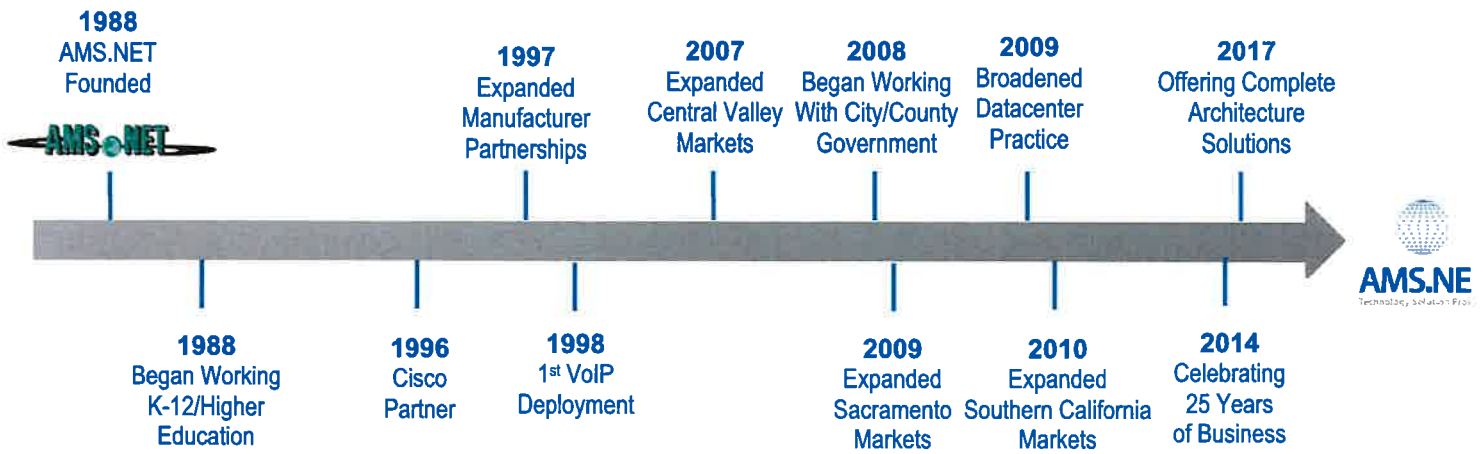 1988
AMS.NET
Founded
AMS.NET
1997
Expanded
Manufacturer
Partnerships
2007
Expanded
Central Valley
Markets
2008
Began Working
With City/County
Government
2009
Broadened
Datacenter
Practice
2017
Offering Complete
Architecture
Solutions
AMS.NE
Technology Solution
1988
Began Working
K-12/Higher
Education
1996
Cisco
Partner
1998
1st VoIP
Deployment
2009
Expanded
Sacramento
Markets
2010
Expanded
Southern California
Markets
2014
Celebrating
25 Years
of Business